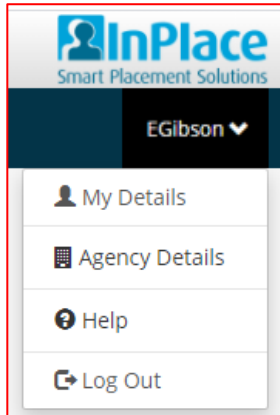 InPlace
Smart Placement Solutions
EGibson
My Details
Agency Details
Help
Log Out